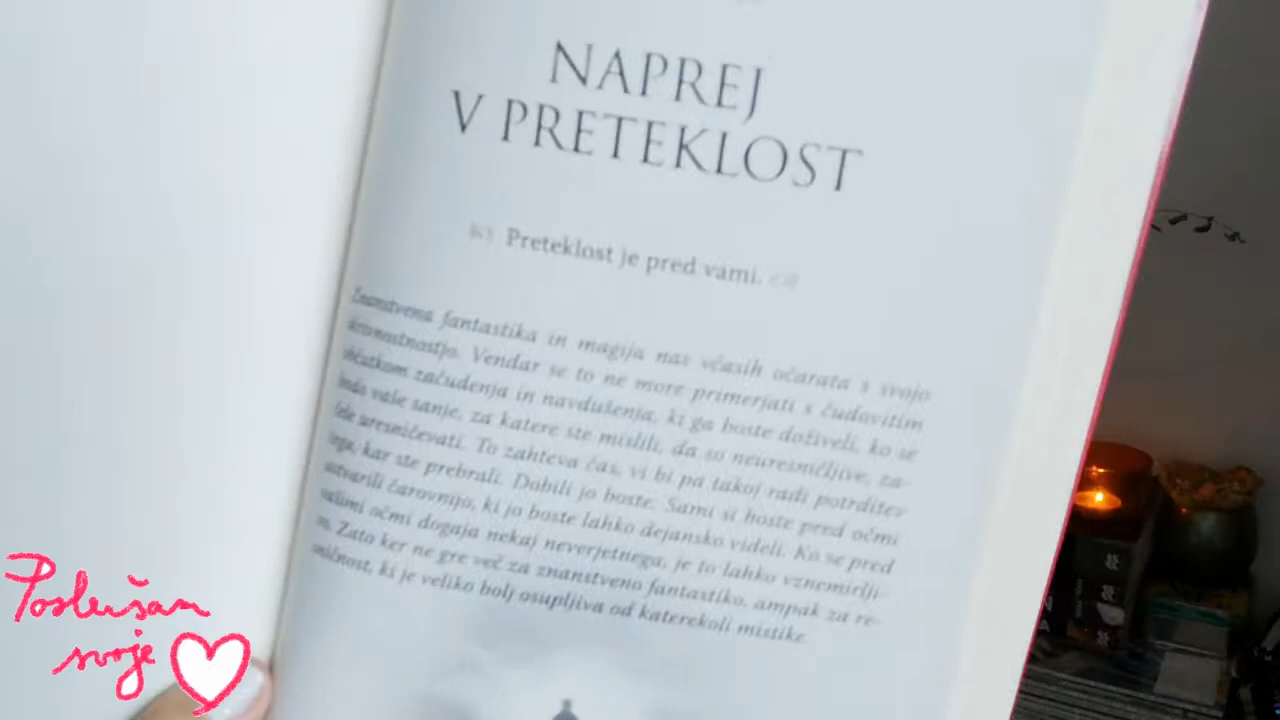 NAPREJ
V PRETEKLOST
Preteklost je pred vami.
Znanstvena fantastika in magija nas včasih očarata s svojo
skrivnostnostjo. Vendar se to ne more primerjati s čudovitim
občutkom začudenja in navdušenja, ki ga boste doživeli, ko se
bodo vaše sanje, za katere ste mislili, da so neuresničljive, za-
čele uresničevati. To zahteva čas, vi bi pa takoj radi potrditev
tega, kar ste prebrali. Dobili jo boste. Sami si boste pred očmi
ustvarili čarovnijo, ki jo boste lahko dejansko videli. Ko se pred
vašimi očmi dogaja nekaj neverjetnega, je to lahko vznemirlji-
vo. Zato ker ne gre več za znanstveno fantastiko, ampak za re-
sničnost, ki je veliko bolj osupljiva od katerekoli mistike.
Poslušam
svoje